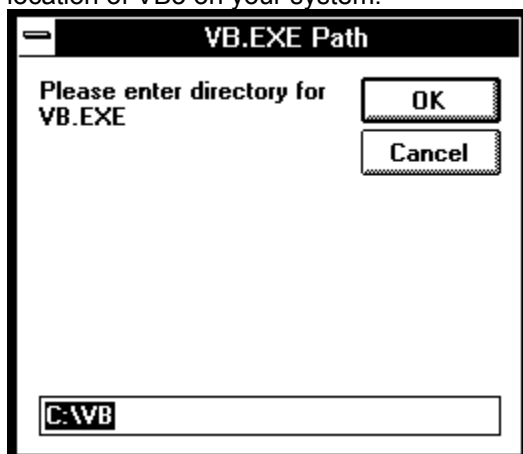 location of VB3 on your system.
VB.EXE Path
Please enter directory for
VB.EXE
OK
Cancel
C:\VB